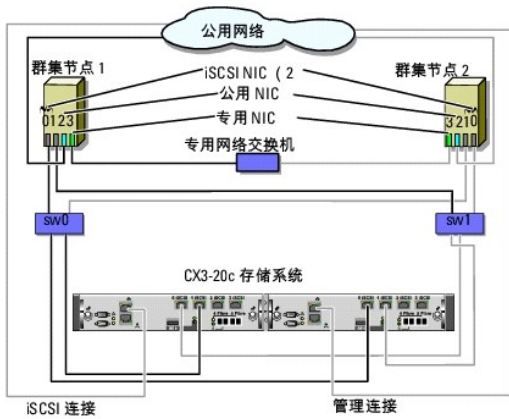 公用网络
群集节点 1
iSCSI NIC ( 2
群集节点 2
公用 NIC
专用 NIC
0123
3210
专用网络交换机
sw0
sw1
CX3-20c 存储系统
iSCSI 连接
管理连接